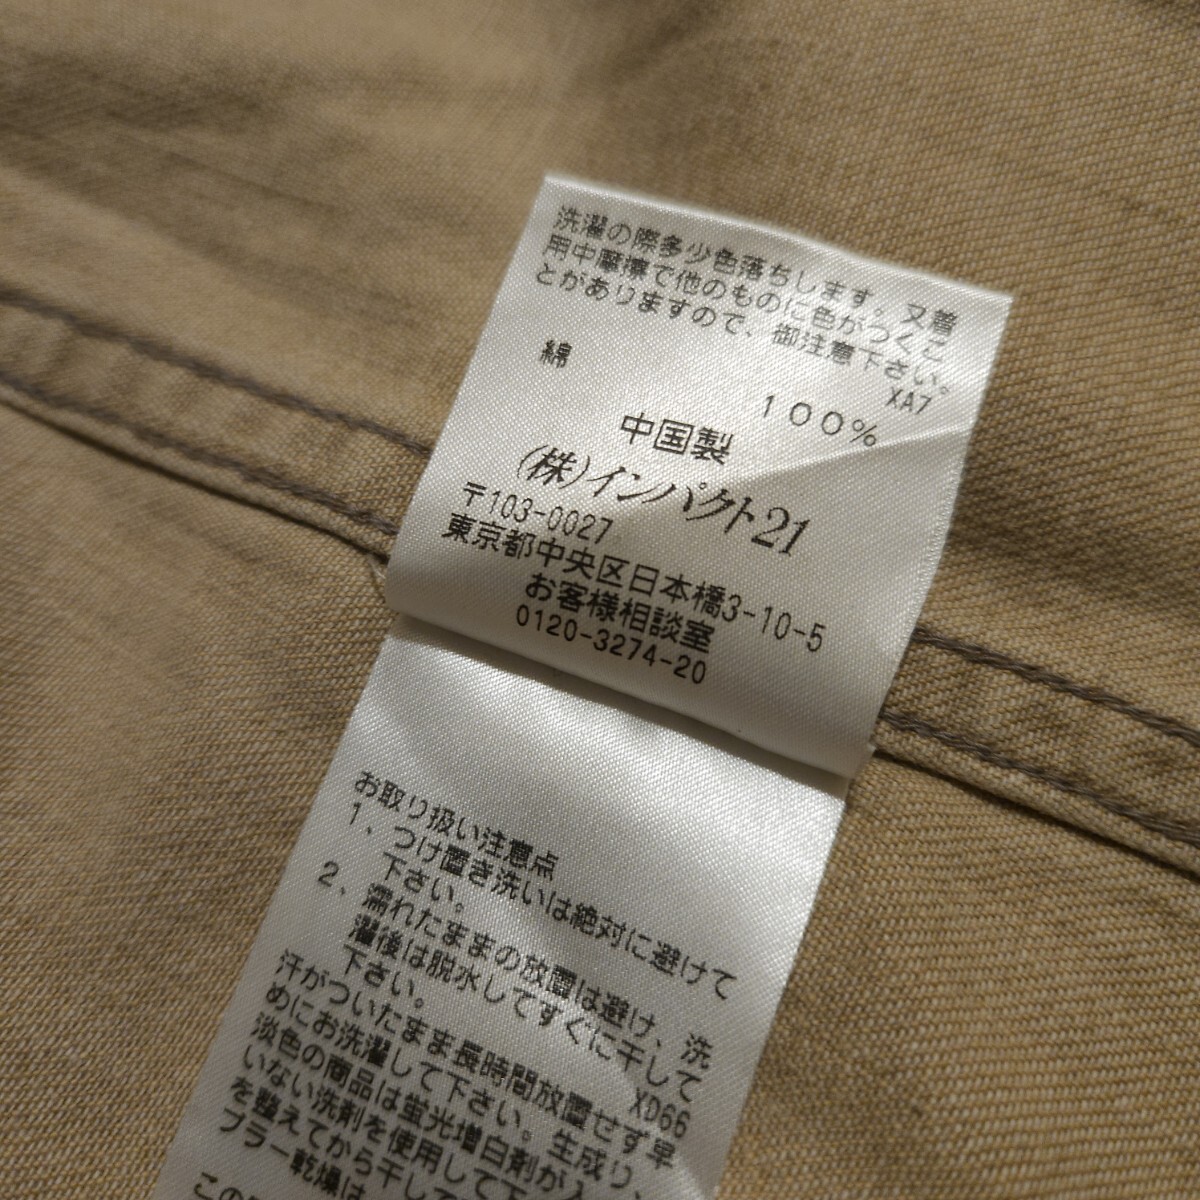 洗濯の際多少色落ちします。又着
用中摩擦で他のものに色がつくこ
とがありますので、御注意下さい。
XA7
綿
100%
中国製
(株)インパクト21
〒103-0027
東京都中央区日本橋3-10-5
お客様相談室
0120-3274-20
お取り扱い注意点
1、つけ置き洗いは絶対に避けて
下さい。
2、濡れたままの放置は避け、洗
濯後は脱水してすぐに干して
下さい。
XD66
汗がついたまま長時間放置せず早
めにお洗濯して下さい。生成り、
淡色の商品は蛍光増白剤が入
いない洗剤を使用して下
を整えてから干して
ブラー乾燥は
この